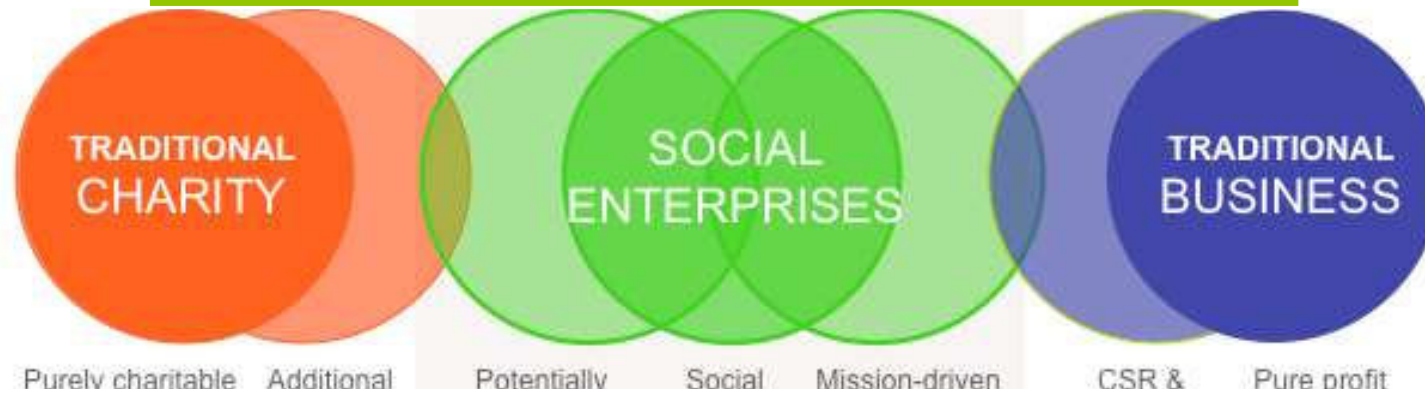 TRADITIONAL
CHARITY
SOCIAL
ENTERPRISES
TRADITIONAL
BUSINESS
Purely charitable
Additional
Potentially
Social
Mission-driven
CSR &
Pure profit